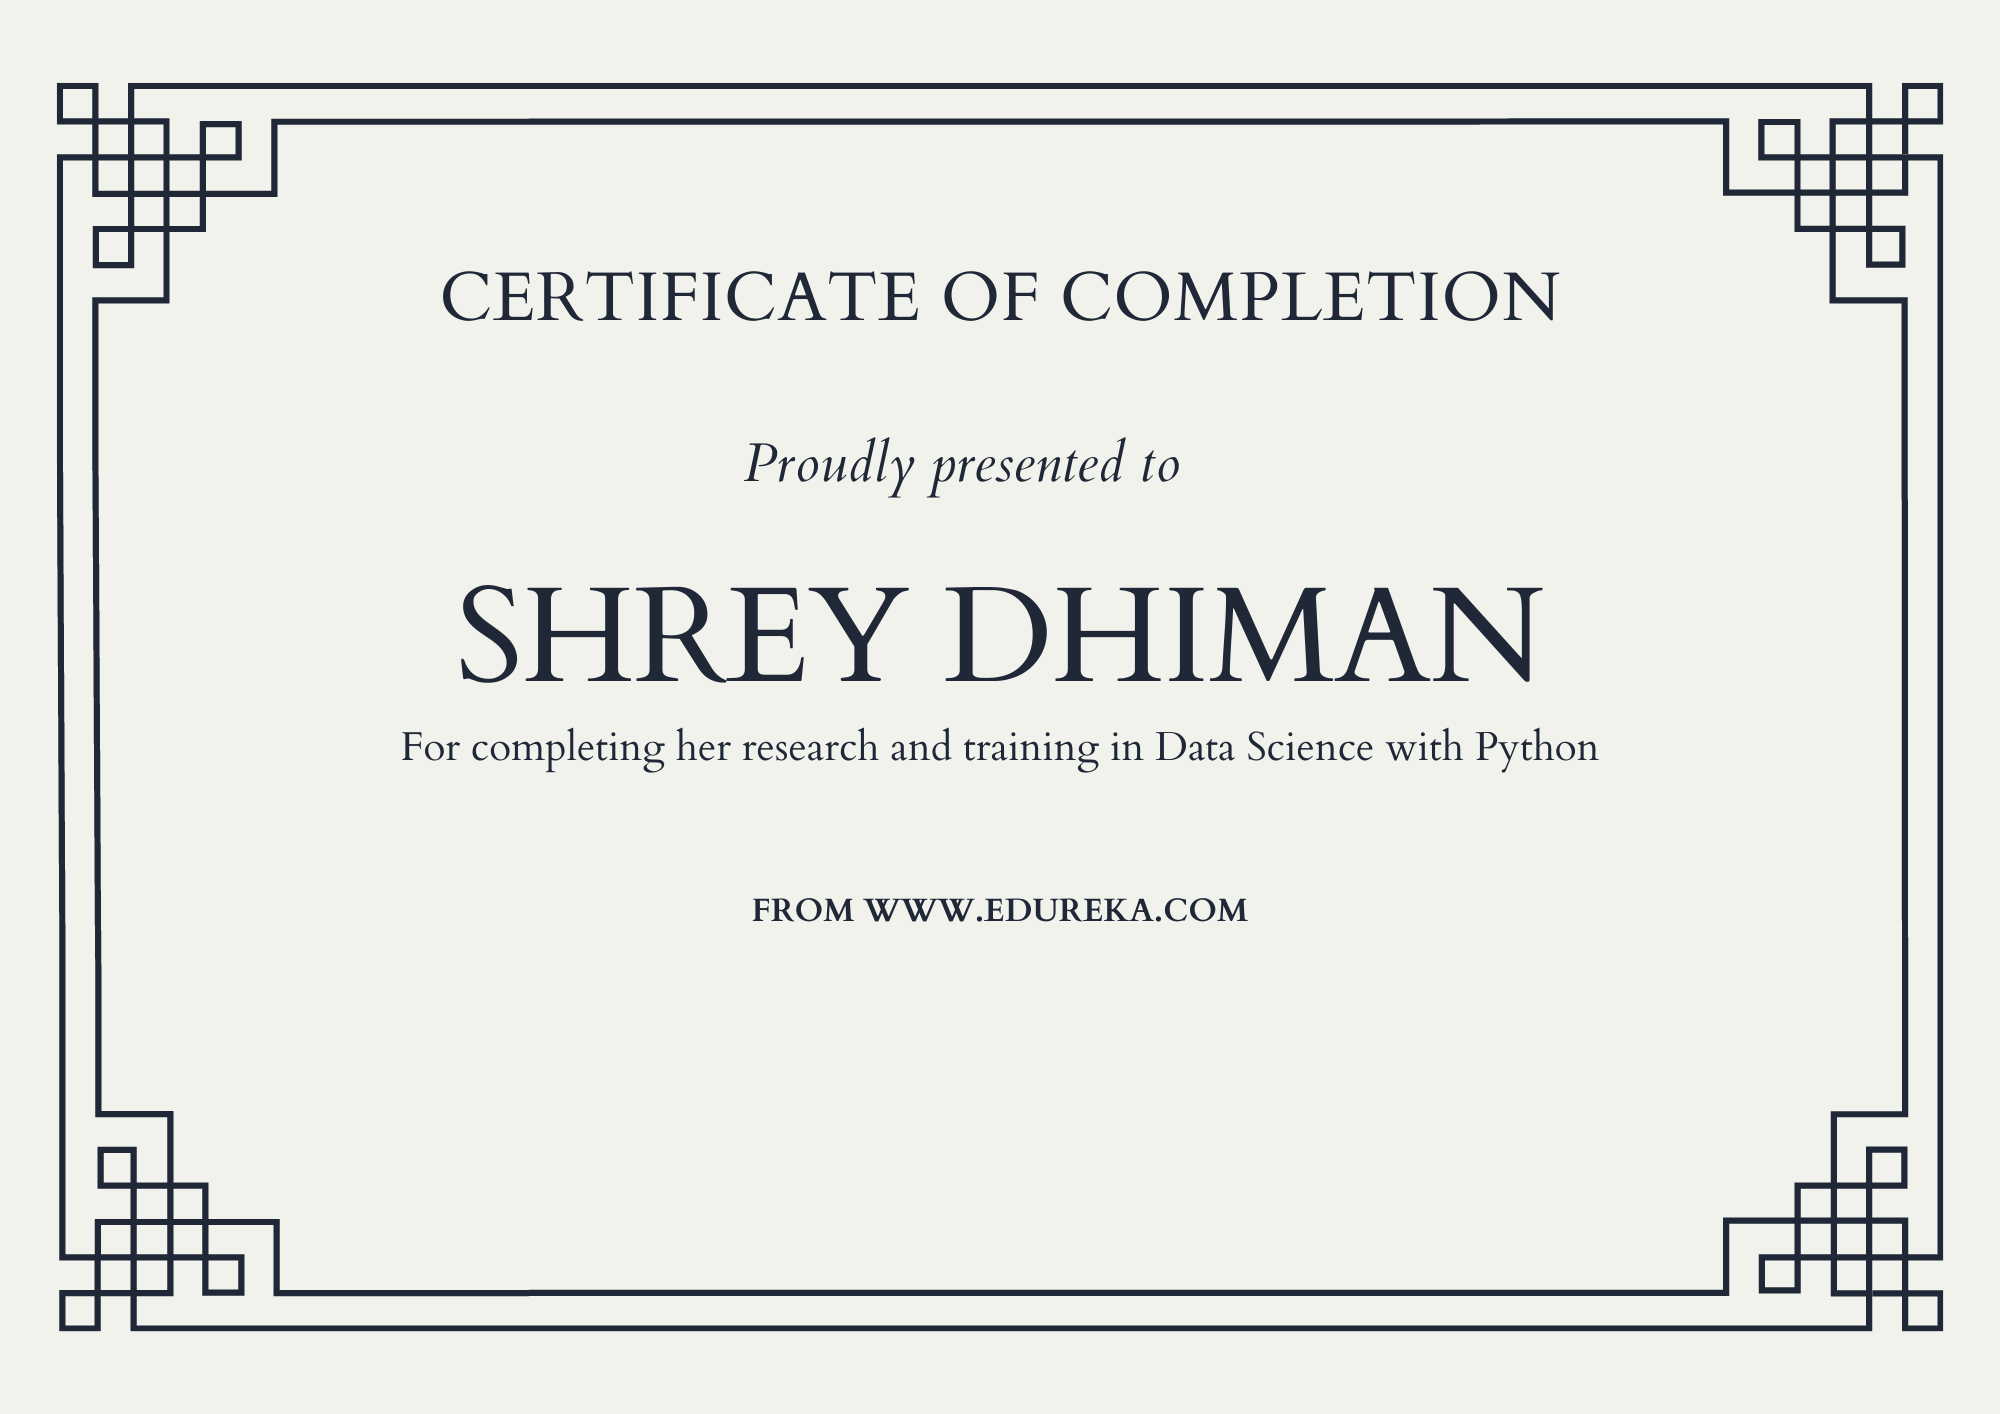 CERTIFICATE OF COMPLETION
Proudly presented to
SHREY DHIMAN
For completing her research and training in Data Science with Python
FROM WWW.EDUREKA.COM